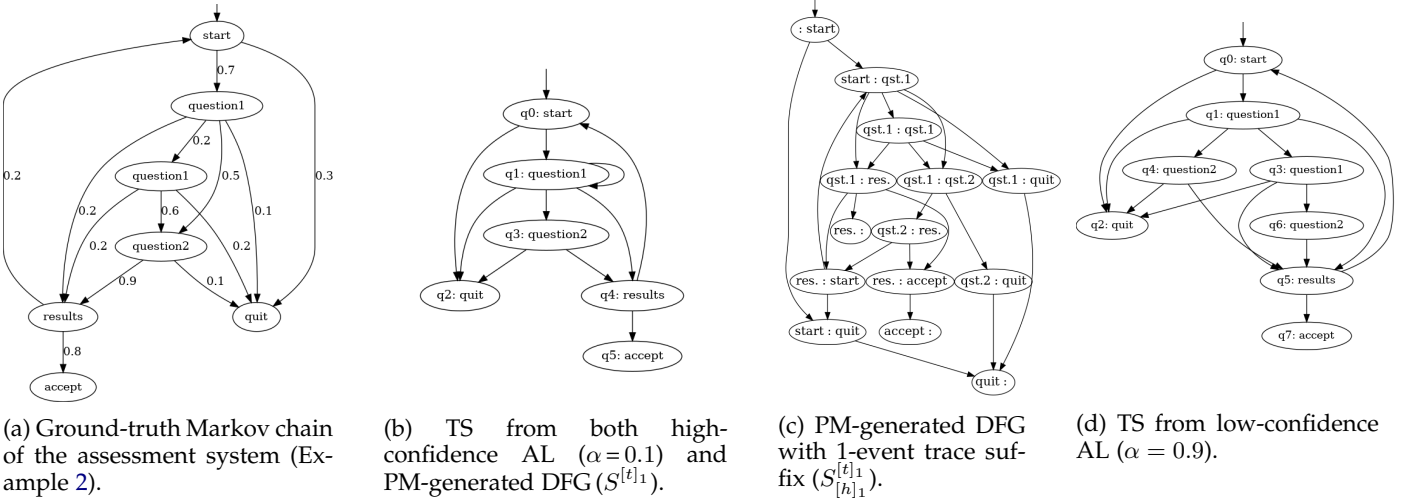 start
0.7
question1
0.2
question1
0.2
0.5
0.3
0.2
0.6
0.1
0.2
0.2
question2
0.9
0.1
results
quit
0.8
accept
(a) Ground-truth Markov chain
of the assessment system (Ex-
ample 2).
q0: start
q1: question1
q3: question2
q2: quit
q4: results
q5: accept
(b) TS from both high-
confidence AL (α = 0.1) and
PM-generated DFG (S^{[t]_1}).
: start
start : qst.1
qst.1 : qst.1
qst.1 : res.
qst.1 : qst.2
qst.1 : quit
res. :
qst.2 : res.
res. : start
res. : accept
qst.2 : quit
start : quit
accept :
quit :
(c) PM-generated DFG
with 1-event trace suf-
fix (S^{[t]_1}_{[h]_1}).
q0: start
q1: question1
q4: question2
q3: question1
q2: quit
q6: question2
q5: results
q7: accept
(d) TS from low-confidence
AL (α = 0.9).